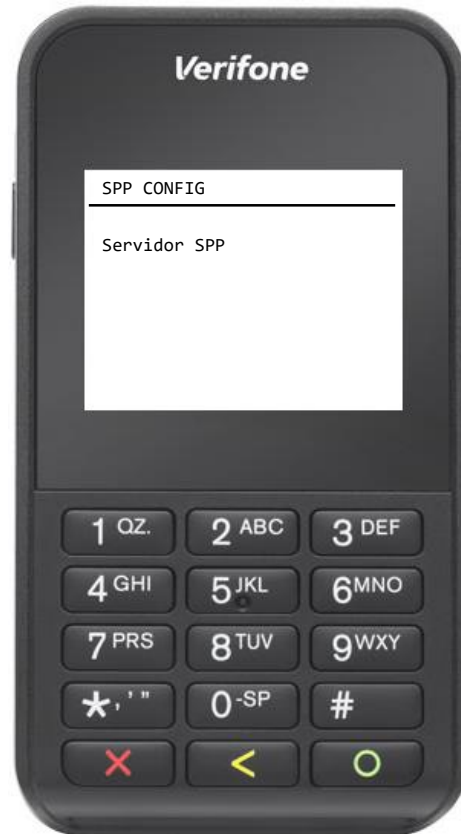 Verifone
SPP CONFIG
Servidor SPP
1 QZ. 2 ABC 3 DEF
4 GHI 5 JKL 6 MNO
7 PRS 8 TUV 9 WXY
*,'" 0 -SP #